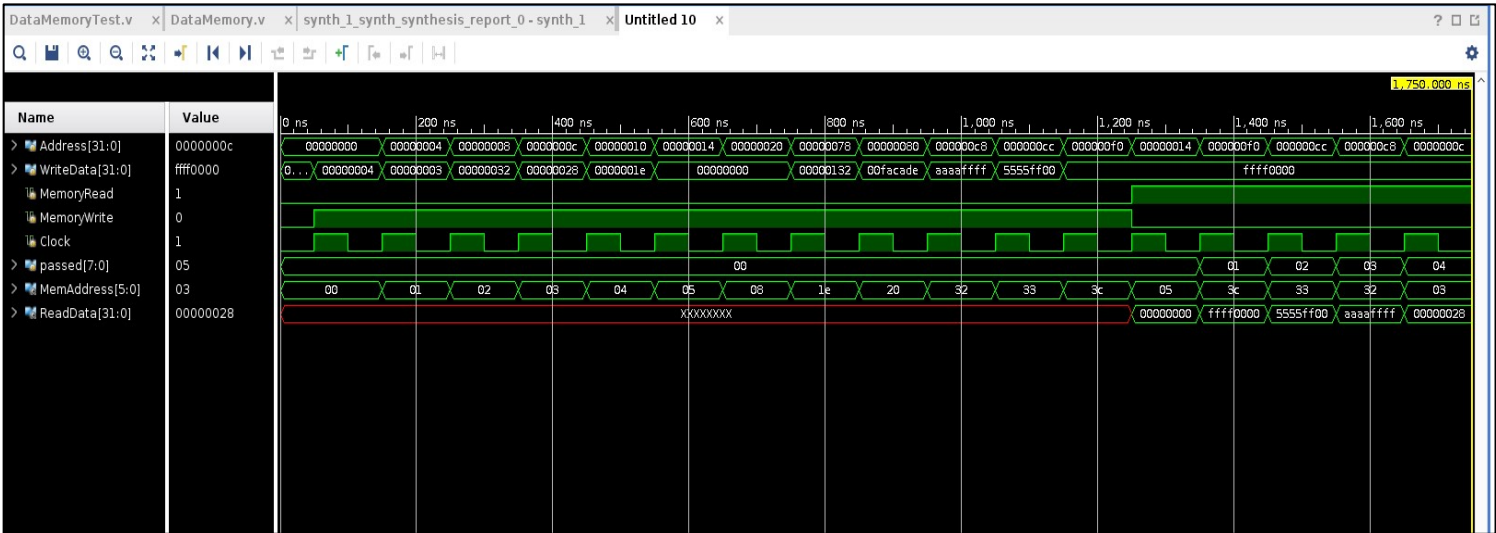 DataMemoryTest.v × DataMemory.v × synth_1_synth_synthesis_report_0 - synth_1 × Untitled 10 ×
1,750.000 ns
Name Value
0 ns 200 ns 400 ns 600 ns 800 ns 1,000 ns 1,200 ns 1,400 ns 1,600 ns
Address[31:0] 0000000c 00000000 00000004 00000008 0000000c 00000010 00000014 00000020 00000078 00000080 000000c8 000000cc 000000f0 00000014 000000f0 000000cc 000000c8 0000000c
WriteData[31:0] ffff0000 0... 00000004 00000003 00000032 00000028 0000001e 00000000 00000132 00facade aaaaffff 5555ff00 ffff0000
MemoryRead 1
MemoryWrite 0
Clock 1
passed[7:0] 05 00 01 02 03 04
MemAddress[5:0] 03 00 01 02 03 04 05 08 1e 20 32 33 3c 05 3c 33 32 03
ReadData[31:0] 00000028 XXXXXXXX 00000000 ffff0000 5555ff00 aaaaffff 00000028